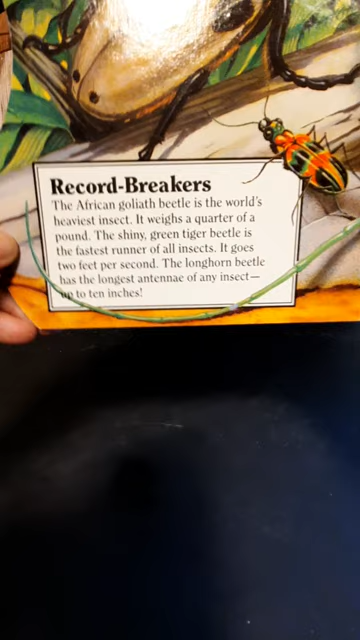 Record-Breakers
The African goliath beetle is the world's
heaviest insect. It weighs a quarter of a
pound. The shiny, green tiger beetle is
the fastest runner of all insects. It goes
two feet per second. The longhorn beetle
has the longest antennae of any insect—
up to ten inches!